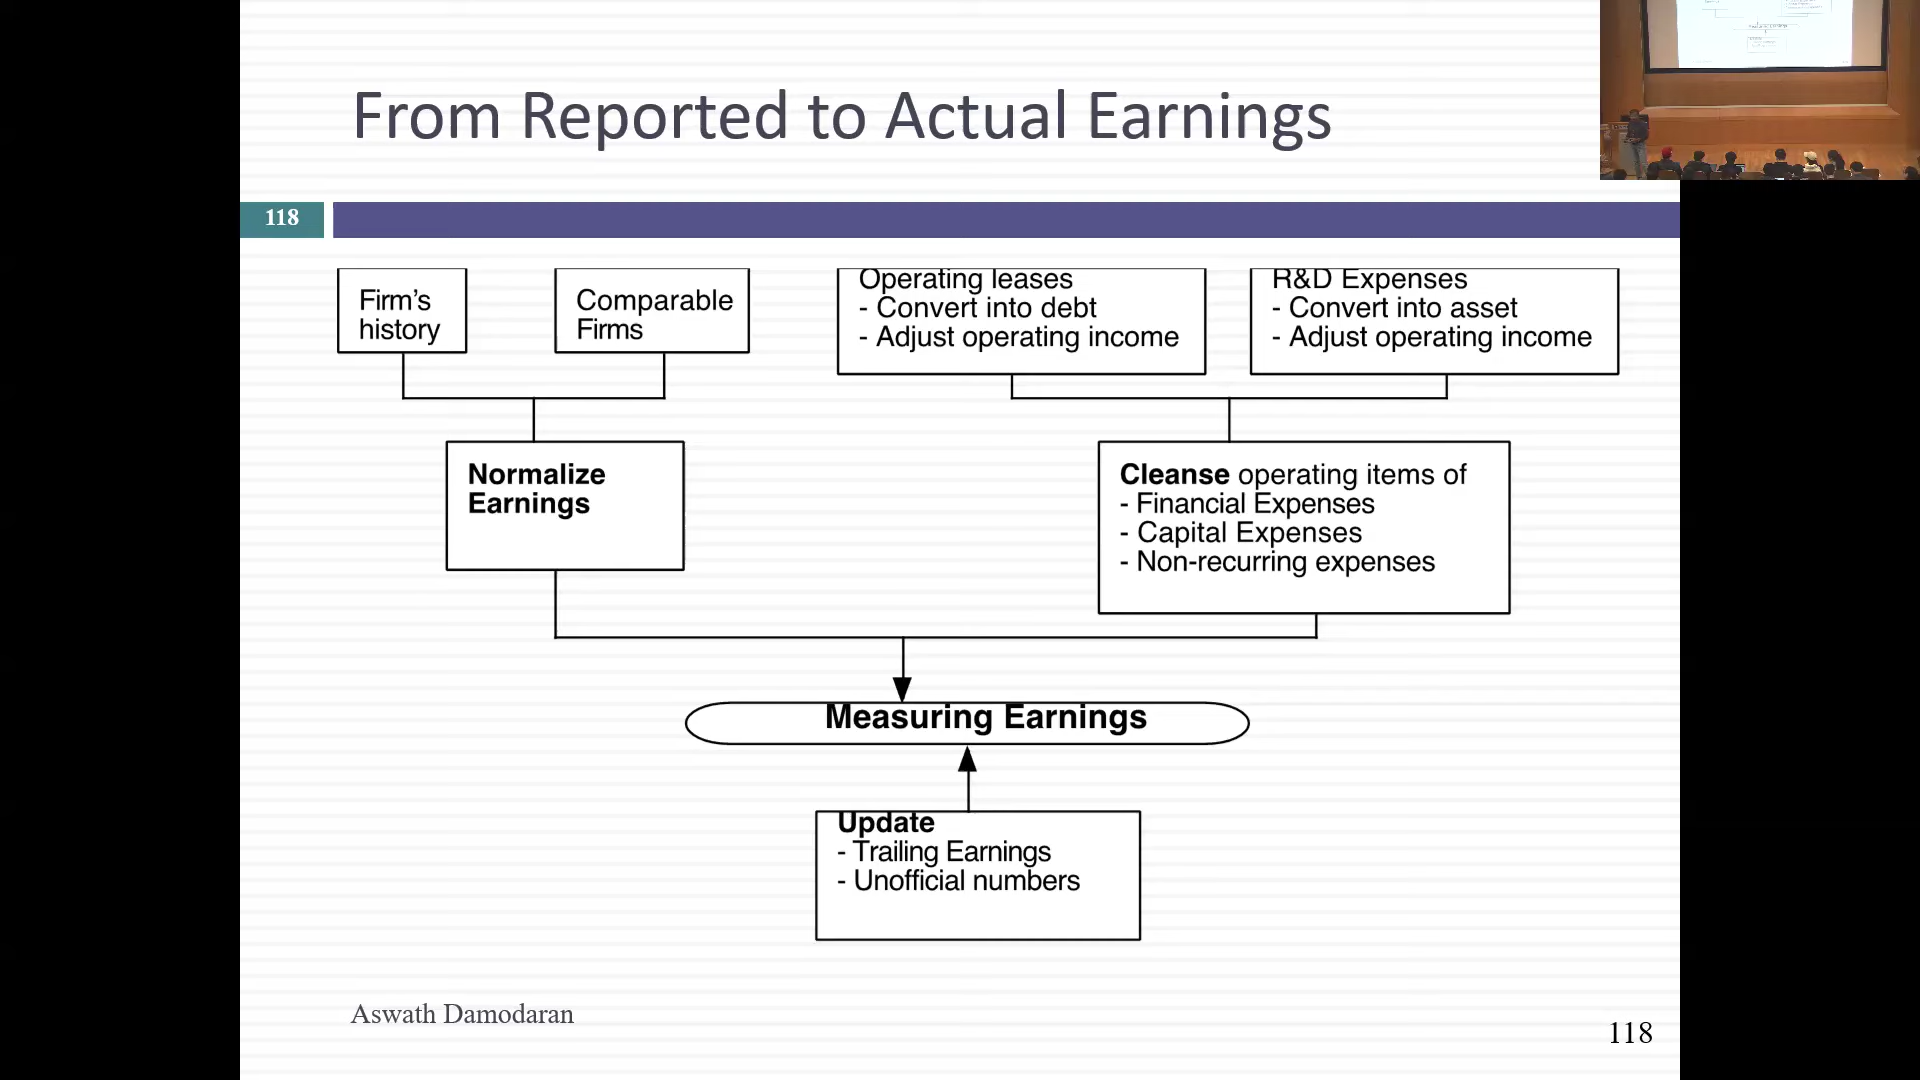 From Reported to Actual Earnings
118
Firm's
history
Comparable
Firms
Operating leases
- Convert into debt
- Adjust operating income
R&D Expenses
- Convert into asset
- Adjust operating income
Normalize
Earnings
Cleanse operating items of
- Financial Expenses
- Capital Expenses
- Non-recurring expenses
Measuring Earnings
Update
- Trailing Earnings
- Unofficial numbers
Aswath Damodaran
118